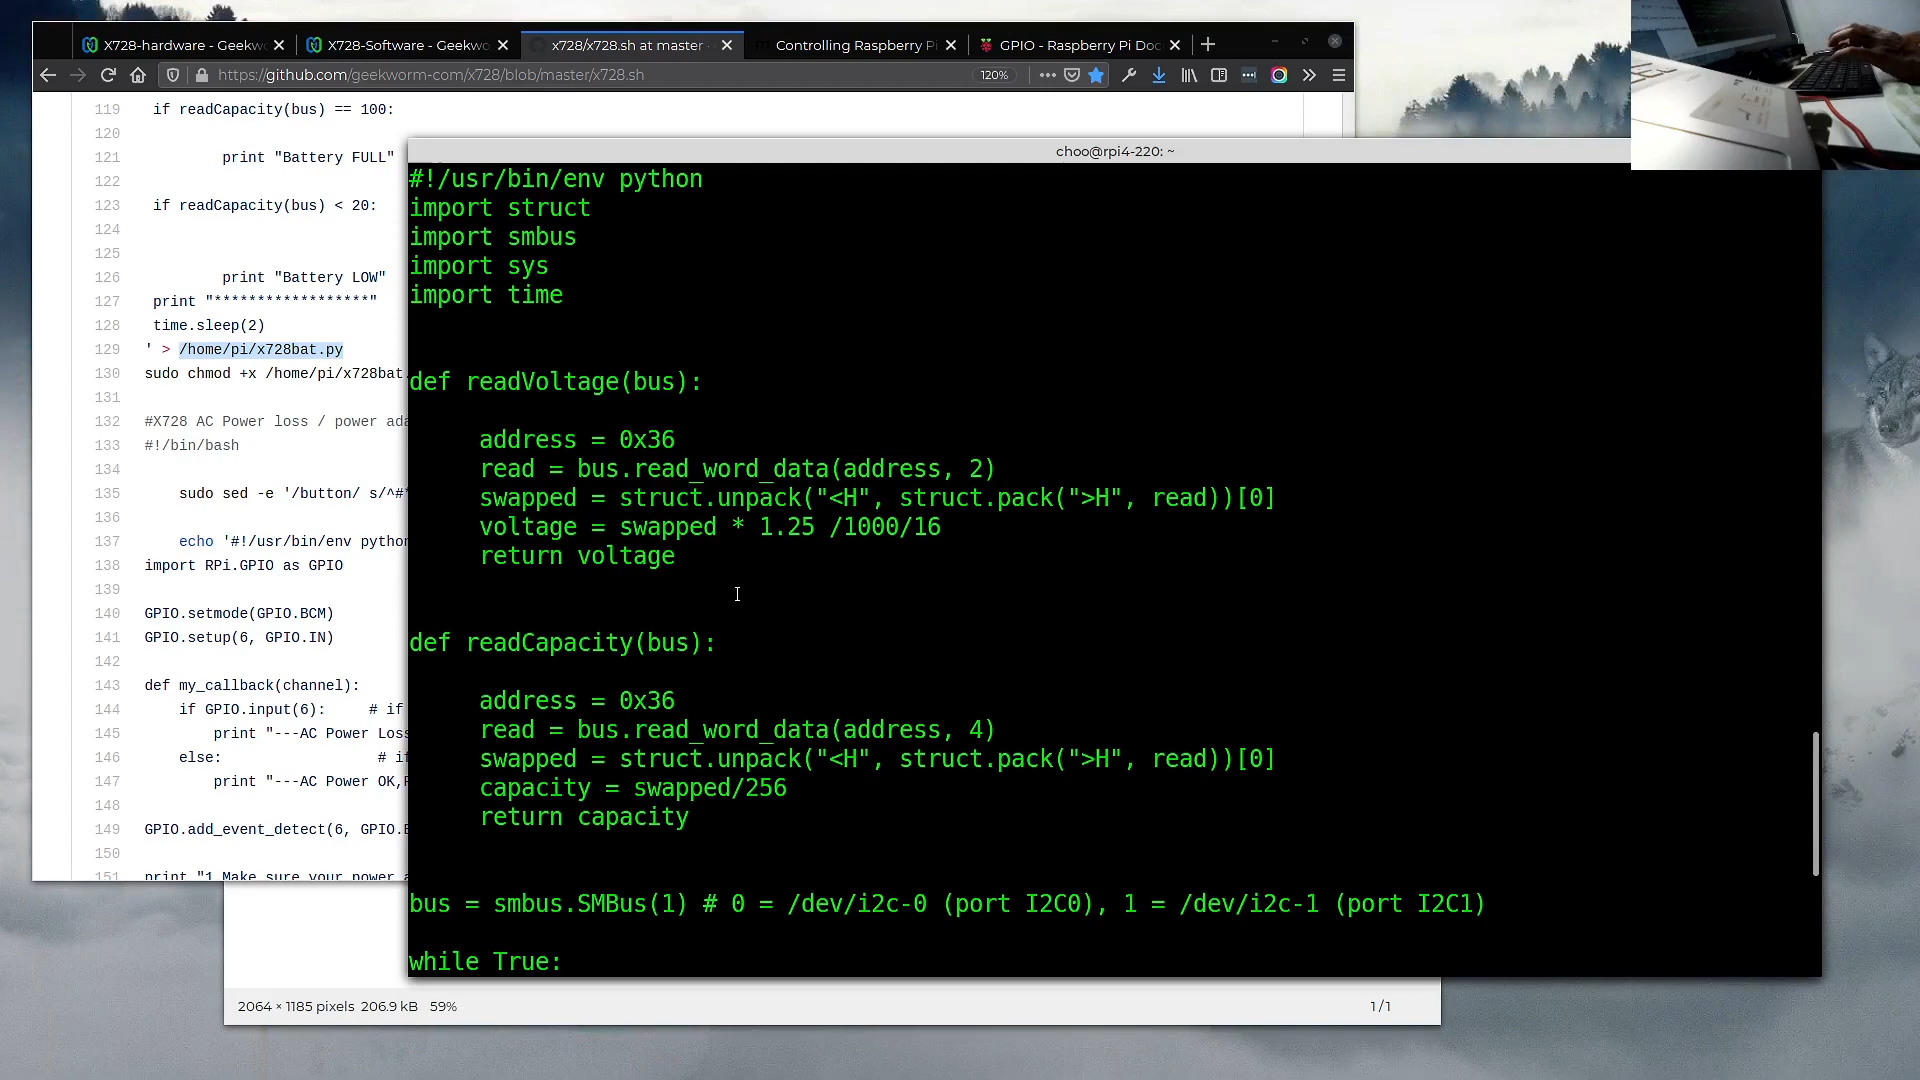 X728-hardware - Geekw
X728-Software - Geekwo
x728/x728.sh at master
Controlling Raspberry Pi
GPIO - Raspberry Pi Doc
https://github.com/geekworm-com/x728/blob/master/x728.sh
120%
119 if readCapacity(bus) == 100:
120
121 print "Battery FULL"
122
123 if readCapacity(bus) < 20:
124
125
126 print "Battery LOW"
127 print "******************"
128 time.sleep(2)
129 ' > /home/pi/x728bat.py
130 sudo chmod +x /home/pi/x728bat.
131
132 #X728 AC Power loss / power ada
133 #!/bin/bash
134
135 sudo sed -e '/button/ s/^#*
136
137 echo '#!/usr/bin/env python
138 import RPi.GPIO as GPIO
139
140 GPIO.setmode(GPIO.BCM)
141 GPIO.setup(6, GPIO.IN)
142
143 def my_callback(channel):
144 if GPIO.input(6): # if
145 print "---AC Power Loss
146 else: # if
147 print "---AC Power OK,
148
149 GPIO.add_event_detect(6, GPIO.
150
151 print "1.Make sure your power a
choo@rpi4-220: ~
#!/usr/bin/env python
import struct
import smbus
import sys
import time
def readVoltage(bus):
address = 0x36
read = bus.read_word_data(address, 2)
swapped = struct.unpack("<H", struct.pack(">H", read))[0]
voltage = swapped * 1.25 /1000/16
return voltage
def readCapacity(bus):
address = 0x36
read = bus.read_word_data(address, 4)
swapped = struct.unpack("<H", struct.pack(">H", read))[0]
capacity = swapped/256
return capacity
bus = smbus.SMBus(1) # 0 = /dev/i2c-0 (port I2C0), 1 = /dev/i2c-1 (port I2C1)
while True:
2064 × 1185 pixels 206.9 kB 59%
1 / 1